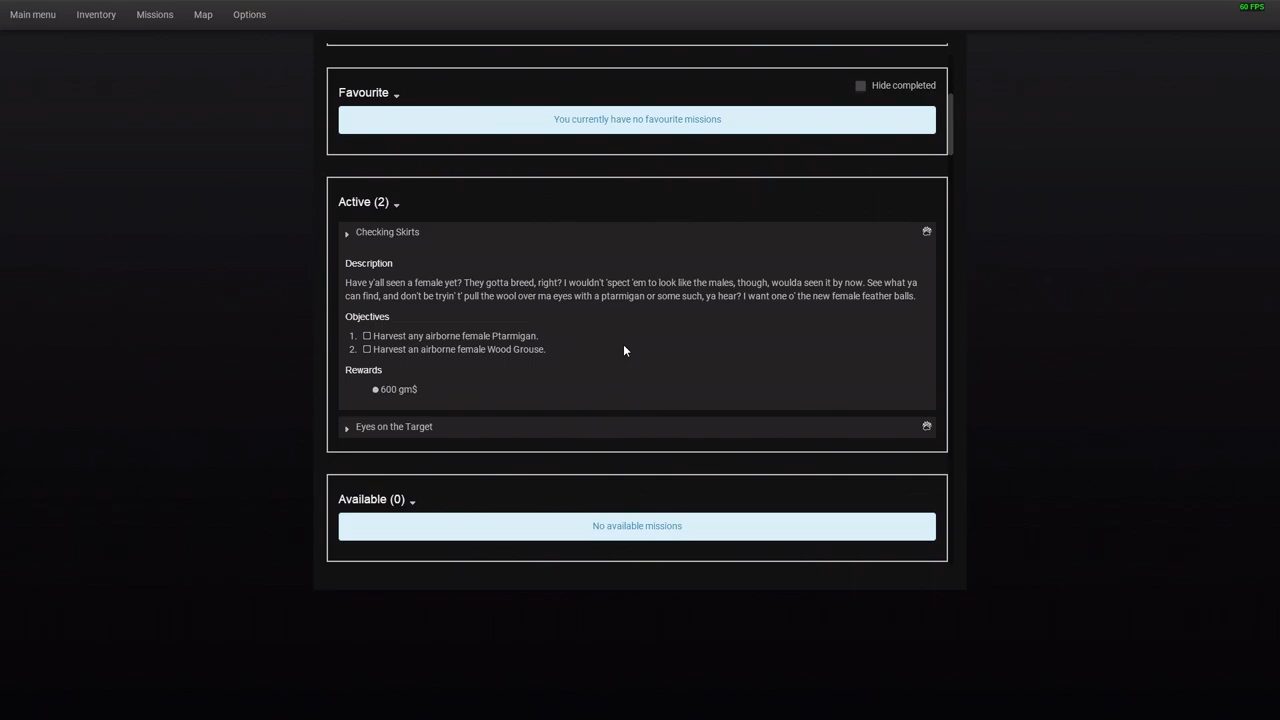 Main menu Inventory Missions Map Options
60 FPS
Favourite
Hide completed
You currently have no favourite missions
Active (2)
Checking Skirts
Description
Have y'all seen a female yet? They gotta breed, right? I wouldn't 'spect 'em to look like the males, though, woulda seen it by now. See what ya
can find, and don't be tryin' t' pull the wool over ma eyes with a ptarmigan or some such, ya hear? I want one o' the new female feather balls.
Objectives
1. Harvest any airborne female Ptarmigan.
2. Harvest an airborne female Wood Grouse.
Rewards
600 gm$
Eyes on the Target
Available (0)
No available missions